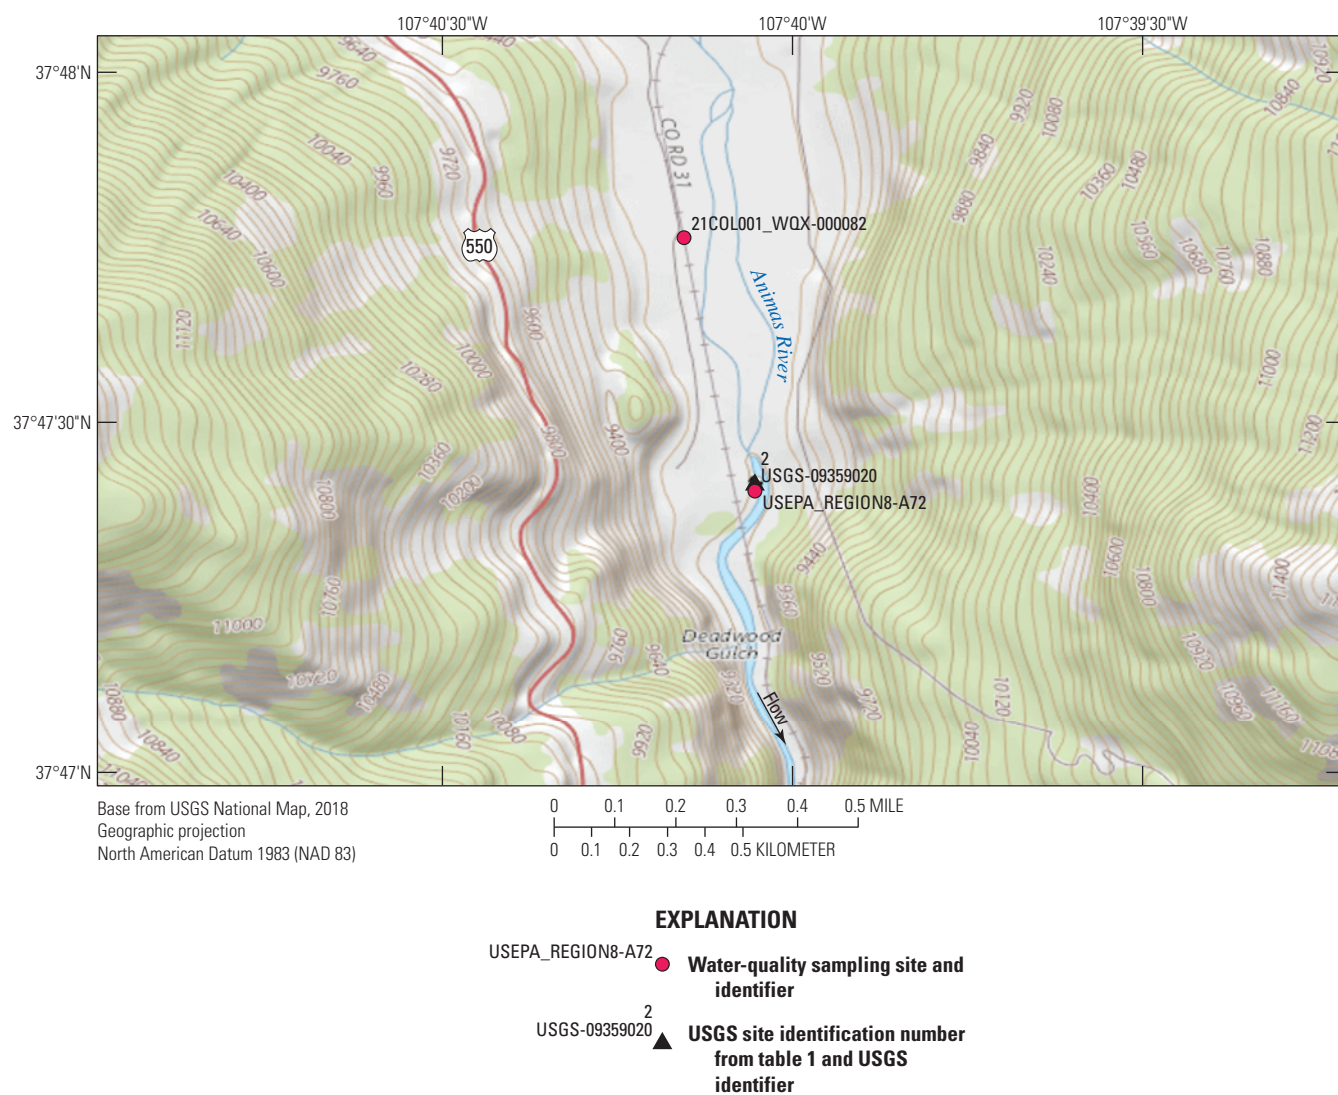 107°40'30"W
107°40'W
107°39'30"W
37°48'N
37°47'30"N
37°47'N
9640
9440
9760
9720
10040
9960
10400
10640
10600
11120
550
CO RD 31
21COL001_WQX-000082
Animas River
9920
10080
9840
9880
10360
10480
10560
10680
10760
10880
10240
10920
10840
9600
10000
10280
9800
9400
10360
10200
10800
10760
11000
10720
10480
10880
10840
11040
10160
10080
9920
9760
9640
9320
11000
11200
10400
10600
10800
11400
10920
10960
11160
10120
10040
9440
9360
9520
9720
2
USGS-09359020
USEPA_REGION8-A72
Deadwood
Gulch
Flow
Base from USGS National Map, 2018
Geographic projection
North American Datum 1983 (NAD 83)
0 0.1 0.2 0.3 0.4 0.5 MILE
0 0.1 0.2 0.3 0.4 0.5 KILOMETER
EXPLANATION
USEPA_REGION8-A72
Water-quality sampling site and
identifier
2
USGS-09359020
USGS site identification number
from table 1 and USGS
identifier